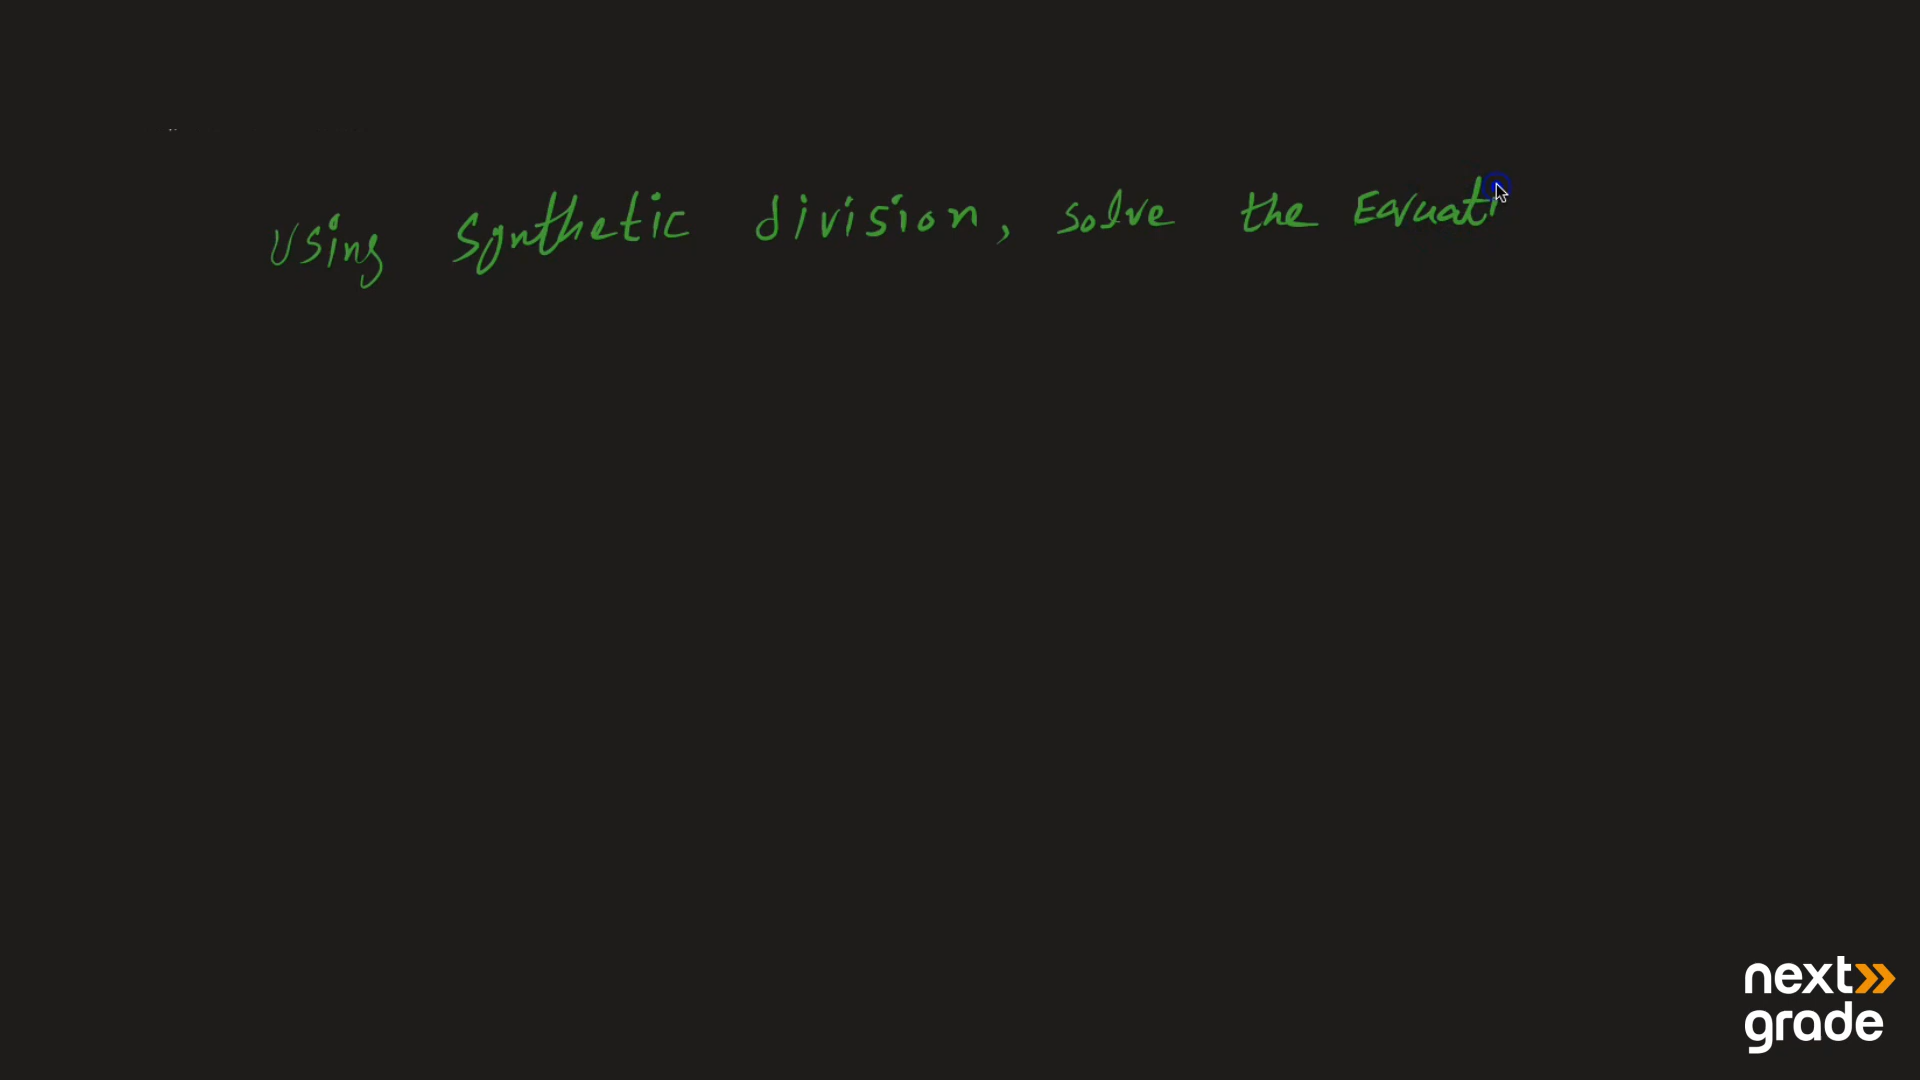 Using synthetic division, solve the Equati
next
grade